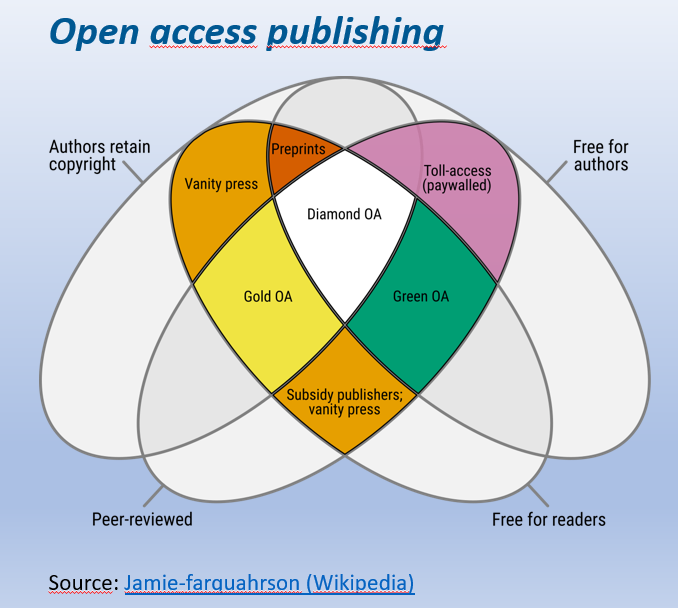 Open access publishing
Authors retain
copyright
Free for
authors
Preprints
Vanity press
Toll-access
(paywalled)
Diamond OA
Gold OA
Green OA
Subsidy publishers;
vanity press
Peer-reviewed
Free for readers
Source: Jamie-farquahrson (Wikipedia)